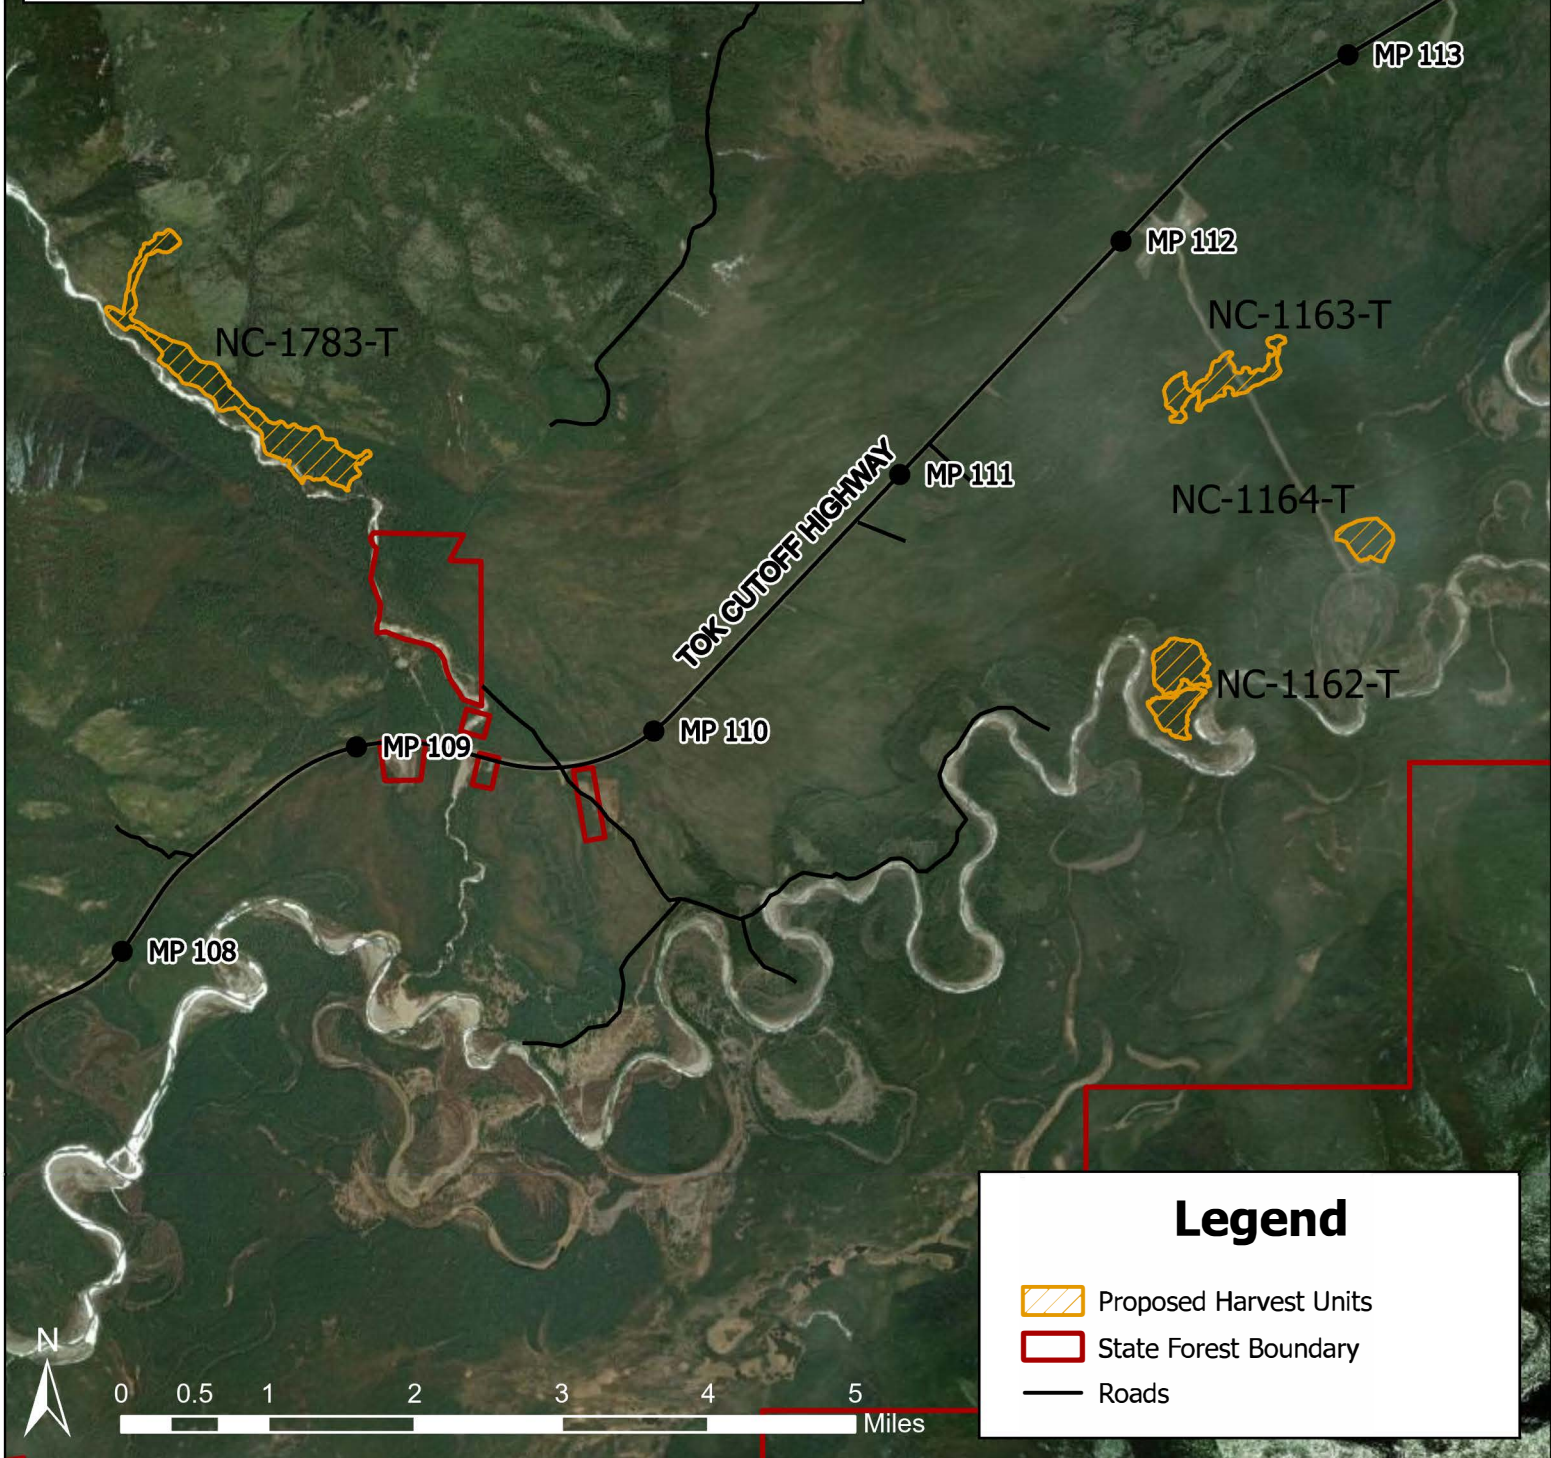 MP 113
MP 112
NC-1163-T
NC-1783-T
TOK CUTOFF HIGHWAY
MP 111
NC-1164-T
NC-1162-T
MP 110
MP 109
MP 108
Legend
Proposed Harvest Units
State Forest Boundary
Roads
N
0 0.5 1 2 3 4 5
Miles